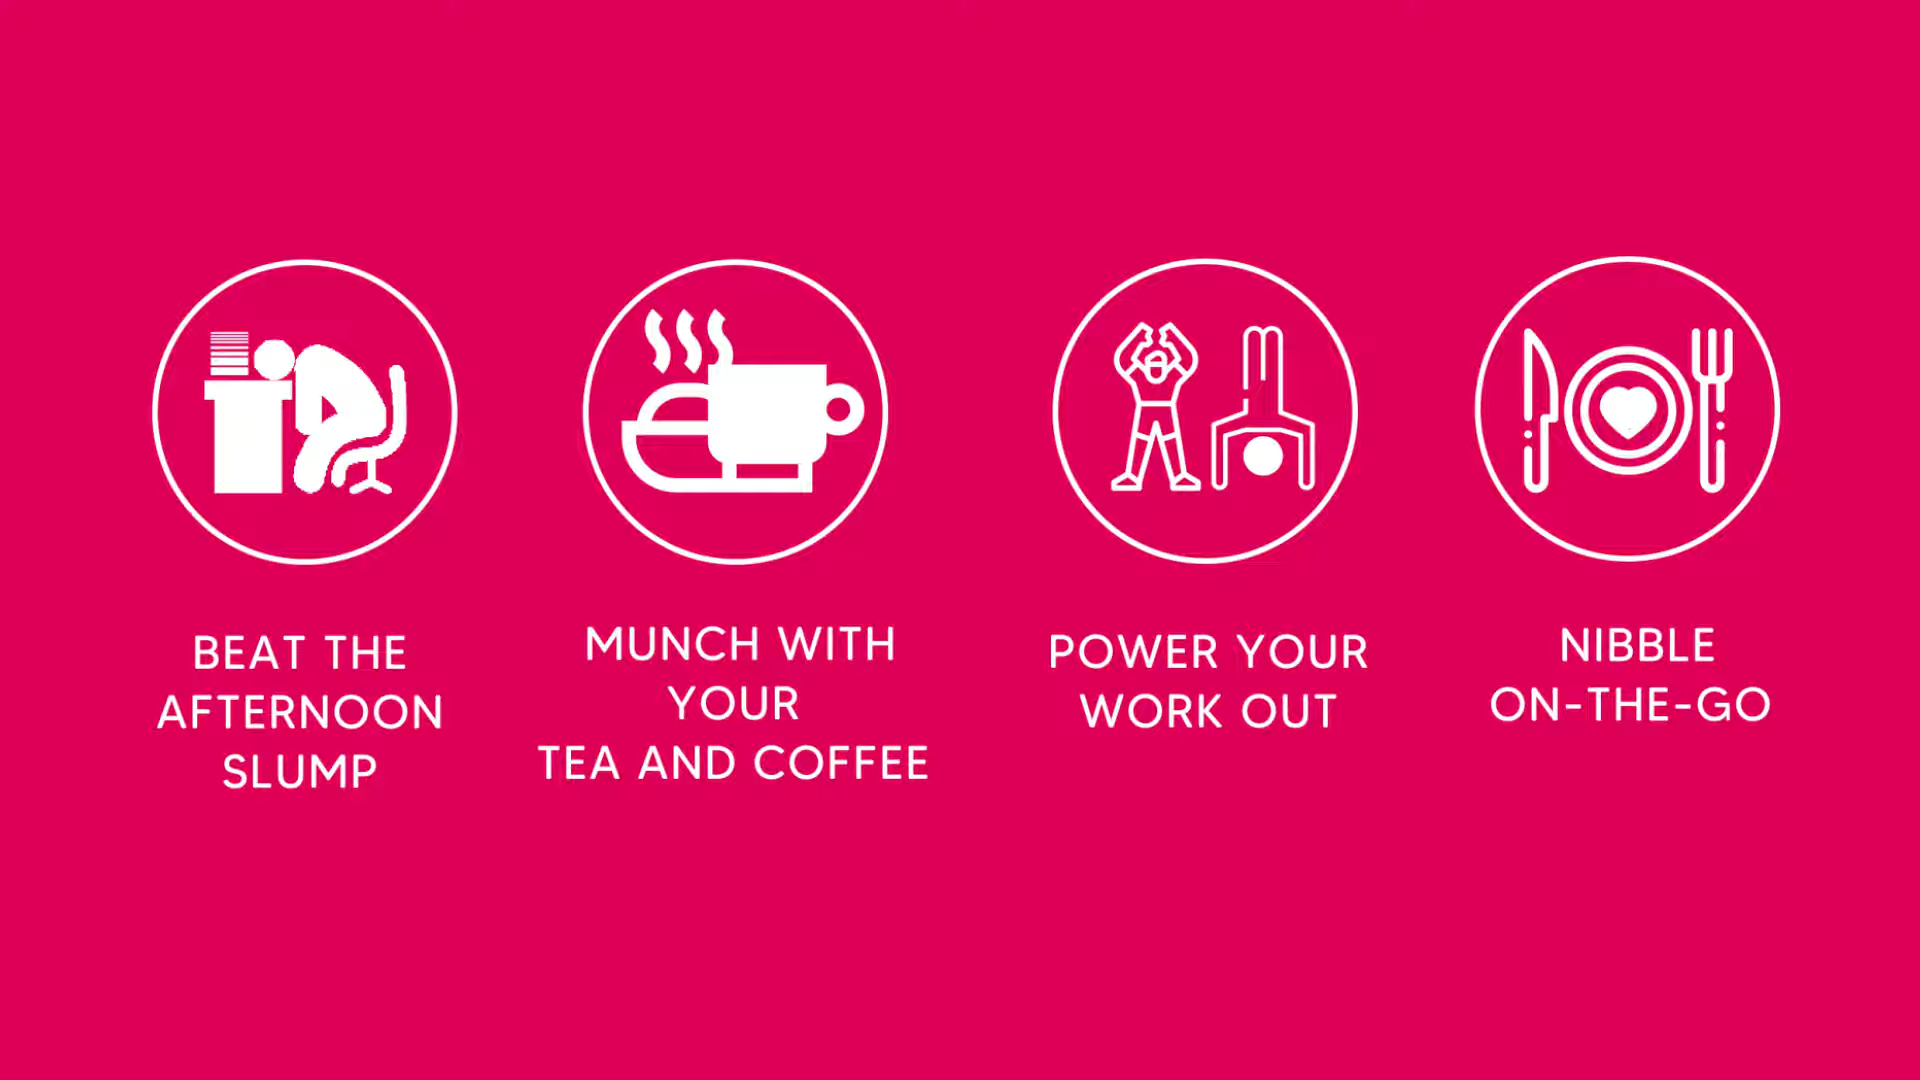 BEAT THE
AFTERNOON
SLUMP
MUNCH WITH
YOUR
TEA AND COFFEE
POWER YOUR
WORK OUT
NIBBLE
ON-THE-GO